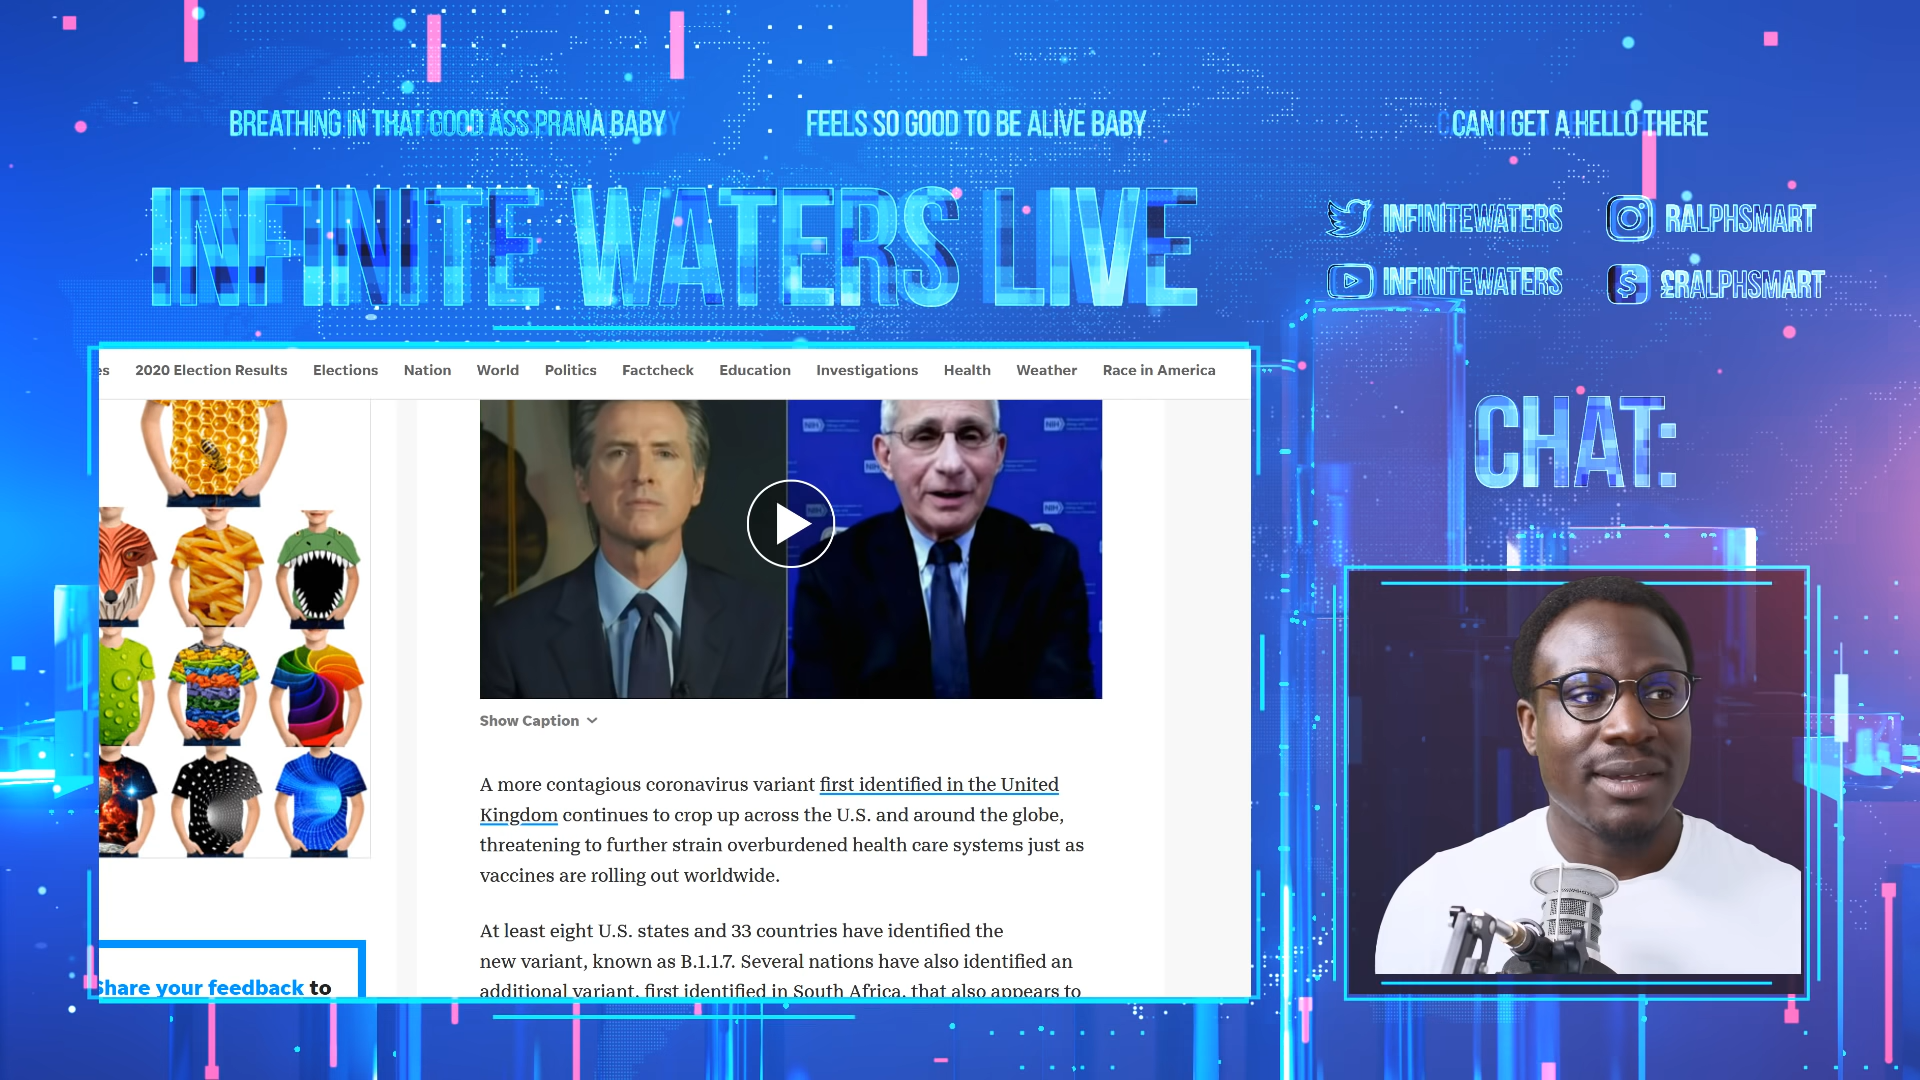 BREATHING IN THAT GOOD ASS PRANA BABY
FEELS SO GOOD TO BE ALIVE BABY
CAN I GET A HELLO THERE
INFINITE WATERS LIVE
INFINITEWATERS
RALPHSMART
INFINITEWATERS
£RALPHSMART
es 2020 Election Results Elections Nation World Politics Factcheck Education Investigations Health Weather Race in America
CHAT:
NIH
NIH
NIH
NIH
Show Caption
A more contagious coronavirus variant first identified in the United
Kingdom continues to crop up across the U.S. and around the globe,
threatening to further strain overburdened health care systems just as
vaccines are rolling out worldwide.
At least eight U.S. states and 33 countries have identified the
new variant, known as B.1.1.7. Several nations have also identified an
additional variant, first identified in South Africa, that also appears to
Share your feedback to